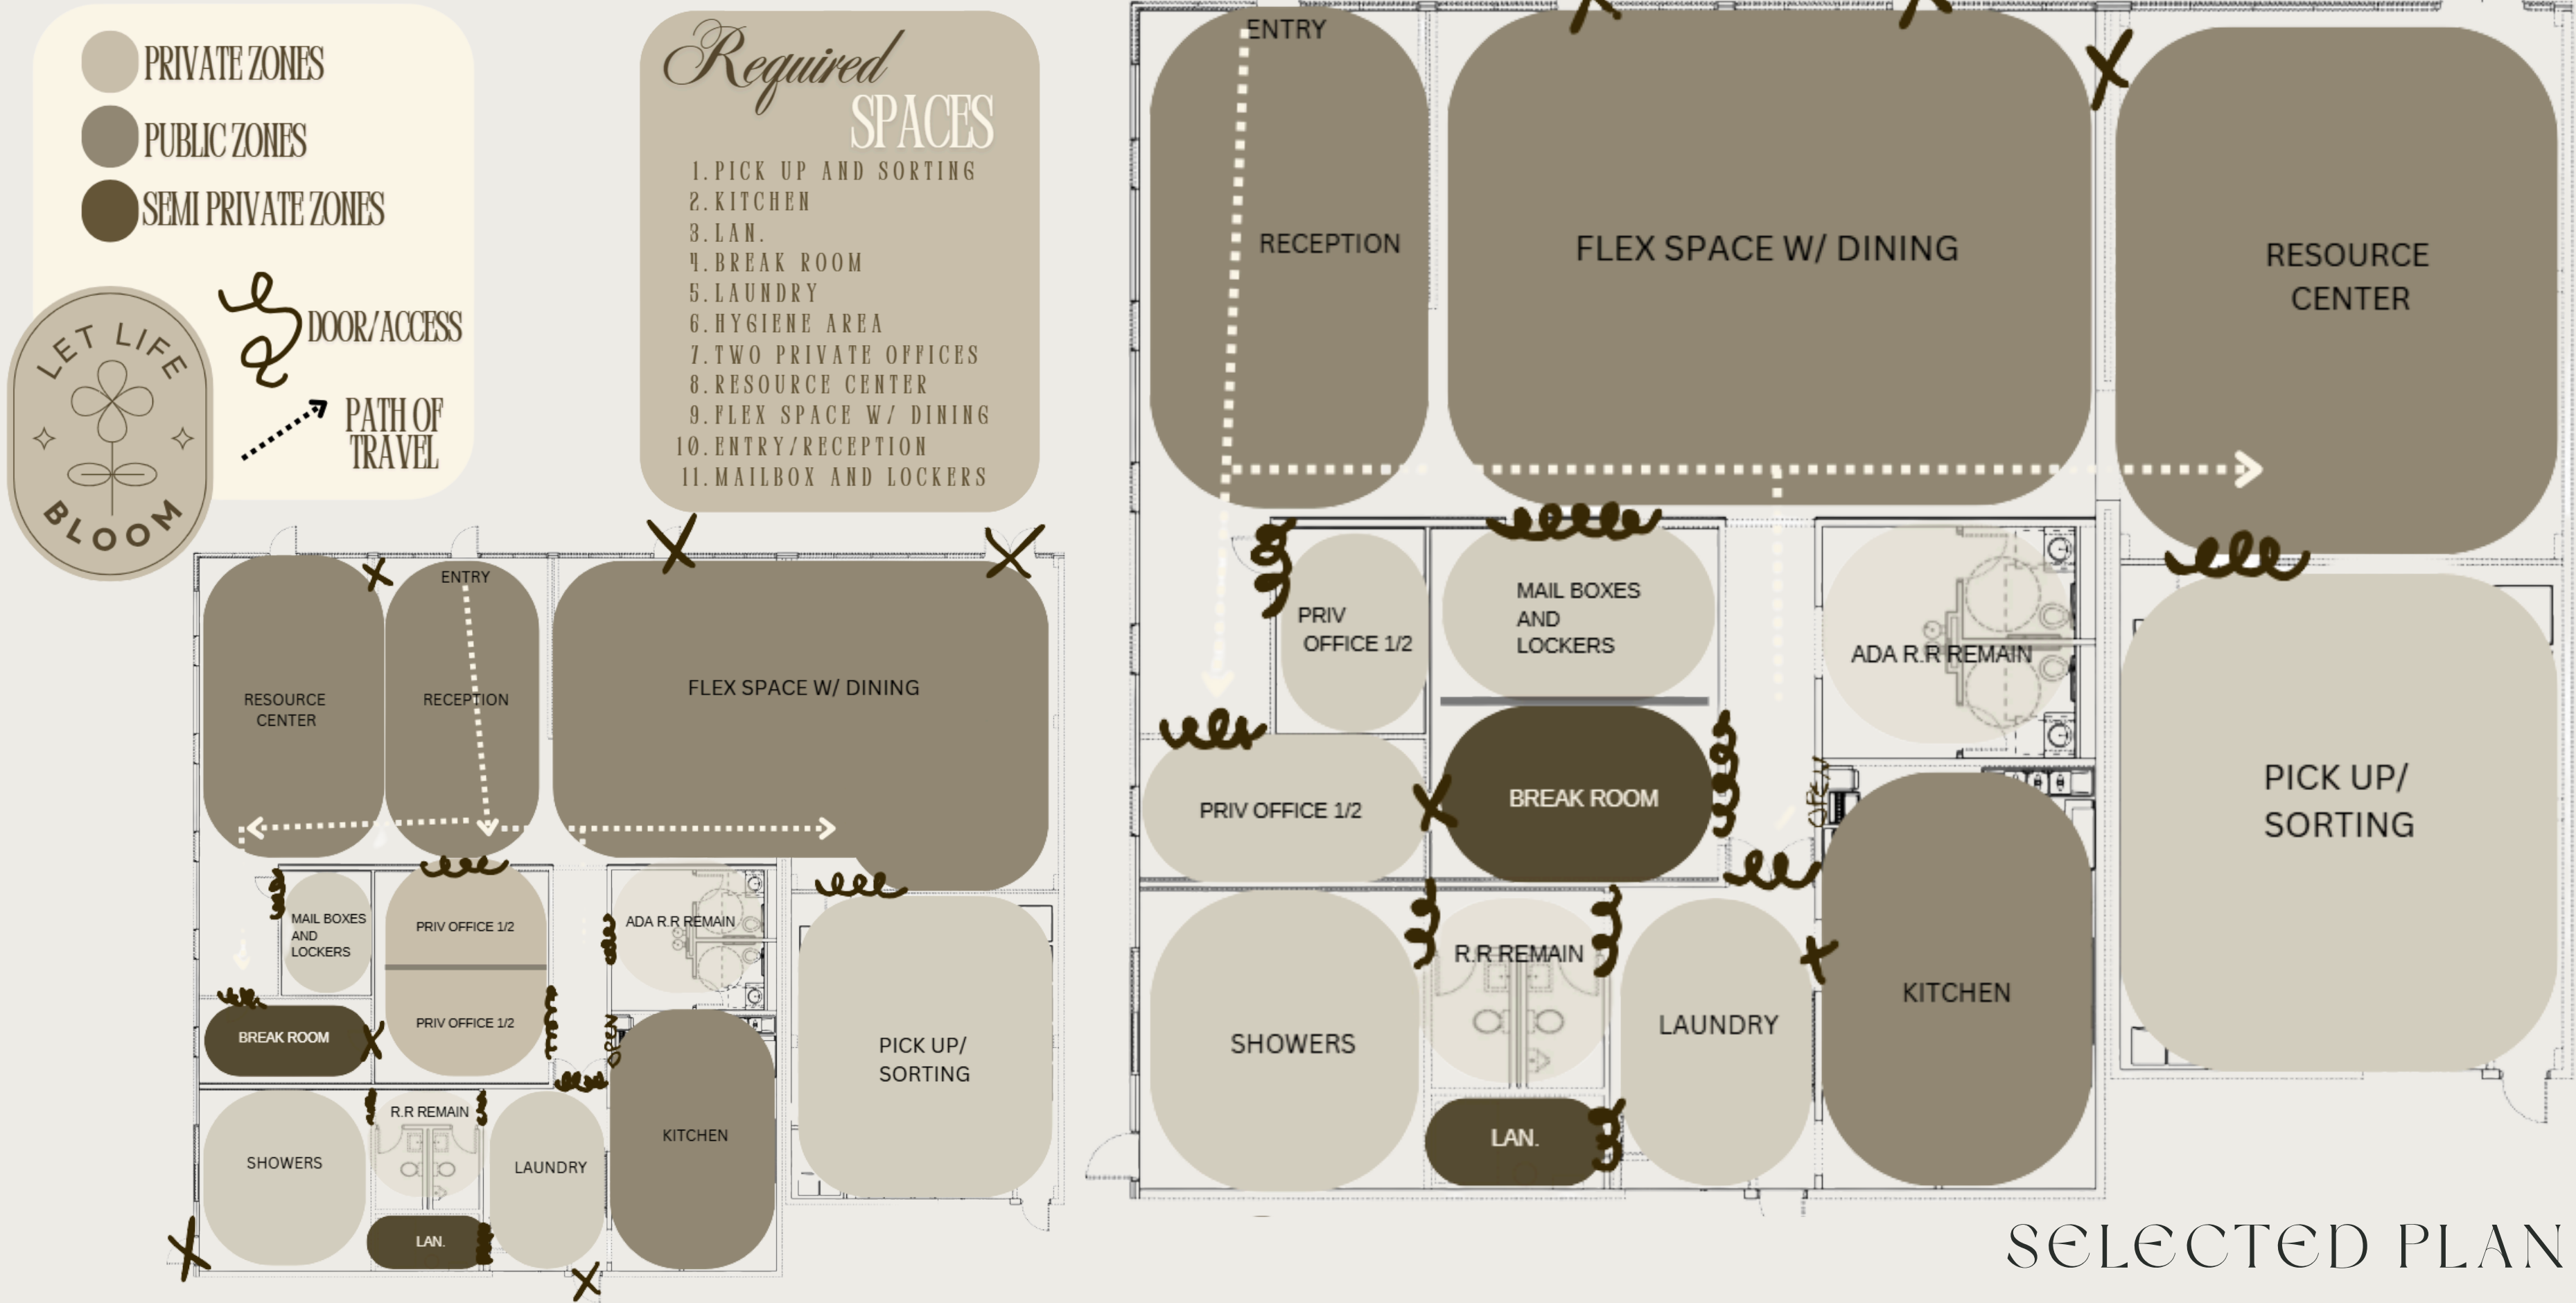 PRIVATE ZONES
PUBLIC ZONES
SEMI PRIVATE ZONES
DOOR/ACCESS
PATH OF
TRAVEL
LET LIFE
BLOOM
Required
SPACES
1. PICK UP AND SORTING
2. KITCHEN
3. LAN.
4. BREAK ROOM
5. LAUNDRY
6. HYGIENE AREA
7. TWO PRIVATE OFFICES
8. RESOURCE CENTER
9. FLEX SPACE W/ DINING
10. ENTRY/RECEPTION
11. MAILBOX AND LOCKERS
ENTRY
RESOURCE
CENTER
RECEPTION
FLEX SPACE W/ DINING
MAIL BOXES
AND
LOCKERS
PRIV OFFICE 1/2
ADA R.R REMAIN
BREAK ROOM
PRIV OFFICE 1/2
OPEN
PICK UP/
SORTING
R.R REMAIN
SHOWERS
LAUNDRY
KITCHEN
LAN.
ENTRY
RECEPTION
FLEX SPACE W/ DINING
RESOURCE
CENTER
PRIV
OFFICE 1/2
MAIL BOXES
AND
LOCKERS
ADA R.R REMAIN
PRIV OFFICE 1/2
BREAK ROOM
OPEN
PICK UP/
SORTING
R.R REMAIN
SHOWERS
LAUNDRY
KITCHEN
LAN.
SELECTED PLAN